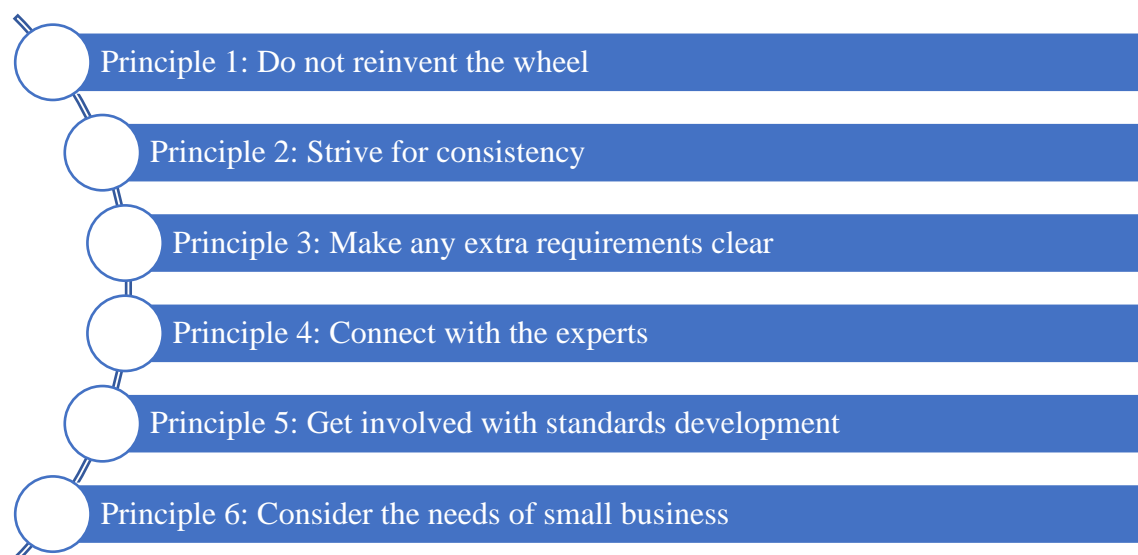 Principle 1: Do not reinvent the wheel
Principle 2: Strive for consistency
Principle 3: Make any extra requirements clear
Principle 4: Connect with the experts
Principle 5: Get involved with standards development
Principle 6: Consider the needs of small business